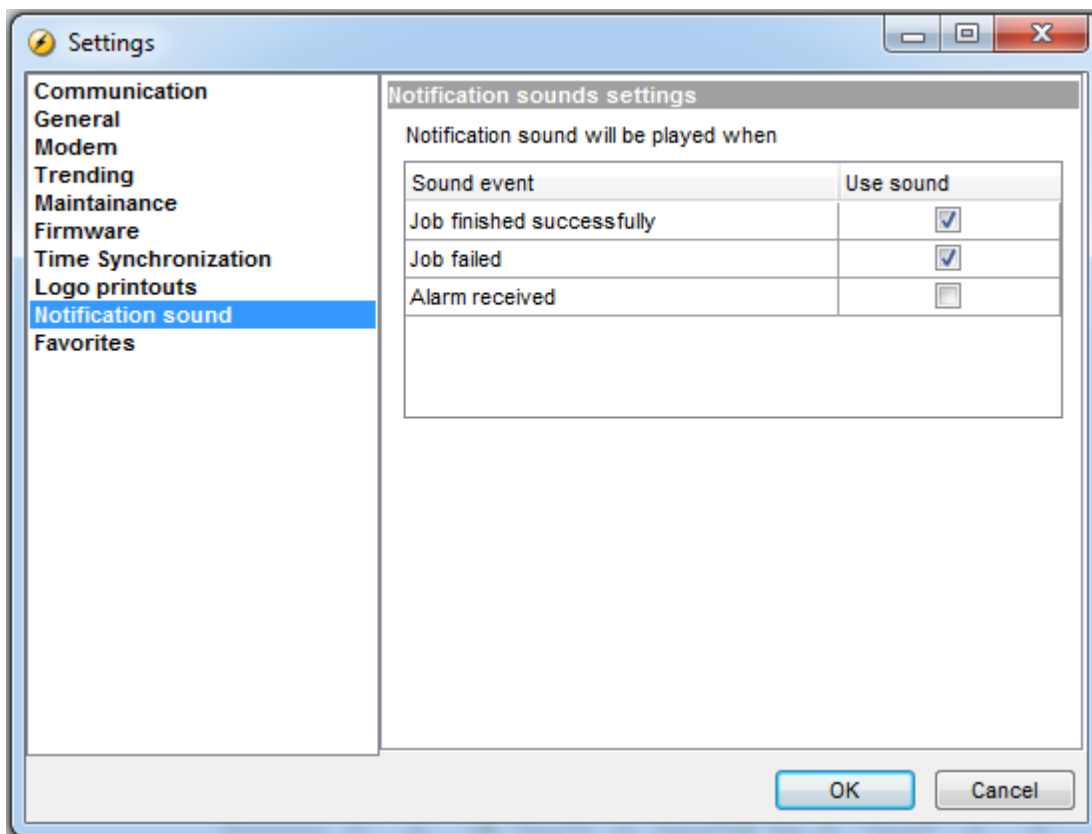 Settings
Communication
General
Modem
Trending
Maintainance
Firmware
Time Synchronization
Logo printouts
Notification sound
Favorites
Notification sounds settings
Notification sound will be played when
Sound event Use sound
Job finished successfully
Job failed
Alarm received
OK Cancel